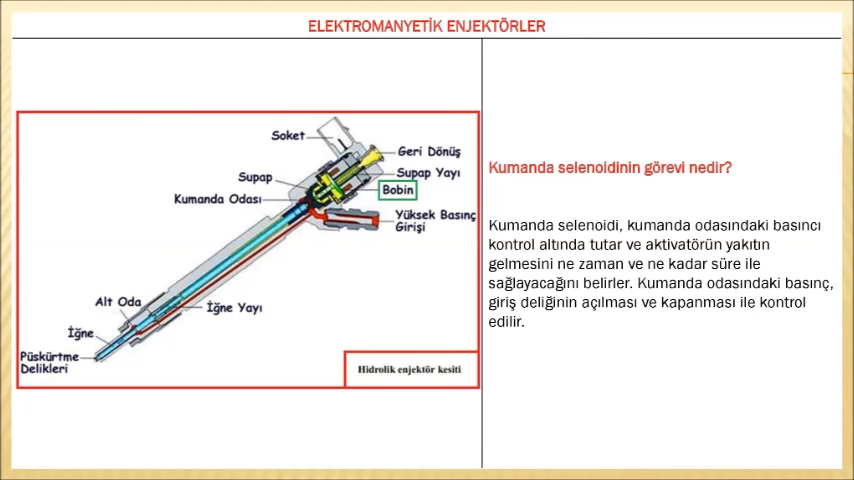 ELEKTROMANYETİK ENJEKTÖRLER
Soket
Geri Dönüş
Supap
Supap Yayı
Bobin
Kumanda Odası
Yüksek Basınç
Girişi
Alt Oda
İğne Yayı
İğne
Püskürtme
Delikleri
Hidrolik enjektör kesiti
Kumanda selenoidinin görevi nedir?
Kumanda selenoidi, kumanda odasındaki basıncı
kontrol altında tutar ve aktivatörün yakıtın
gelmesini ne zaman ve ne kadar süre ile
sağlayacağını belirler. Kumanda odasındaki basınç,
giriş deliğinin açılması ve kapanması ile kontrol
edilir.